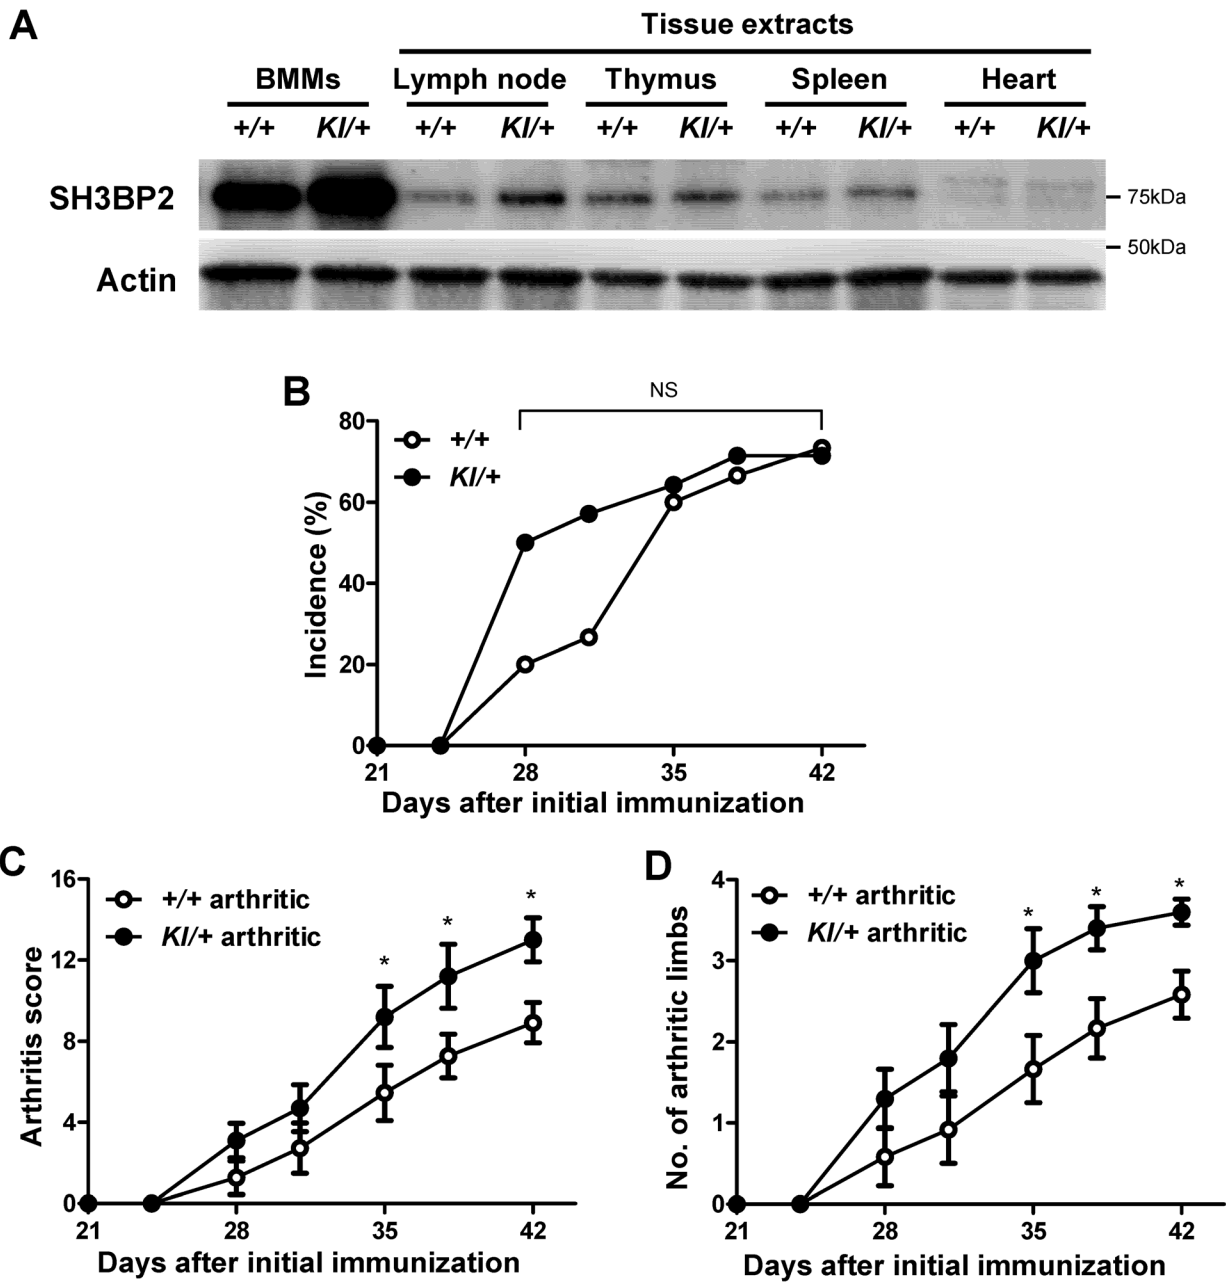 A
Tissue extracts
BMMs Lymph node Thymus Spleen Heart
+/+ KI/+ +/+ KI/+ +/+ KI/+ +/+ KI/+ +/+ KI/+
SH3BP2
75kDa
50kDa
Actin
B
NS
80
60
40
20
0
+/+
KI/+
Incidence (%)
21 28 35 42
Days after initial immunization
C
16
12
8
4
0
+/+ arthritic
KI/+ arthritic
* * *
Arthritis score
21 28 35 42
Days after initial immunization
D
4
3
2
1
0
+/+ arthritic
KI/+ arthritic
* * *
No. of arthritic limbs
21 28 35 42
Days after initial immunization